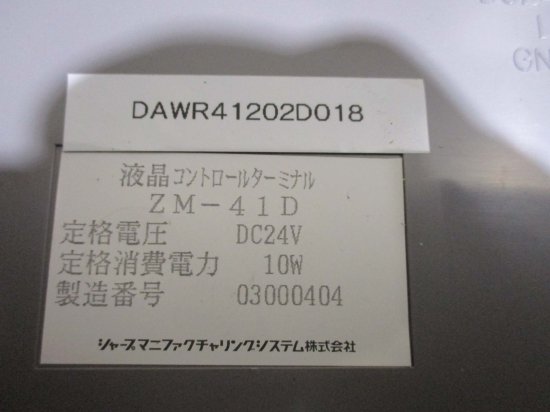 DAWR41202D018
液晶コントロールターミナル
ZM-41D
定格電圧 DC24V
定格消費電力 10W
製造番号 03000404
シャープマニファクチャリングシステム株式会社